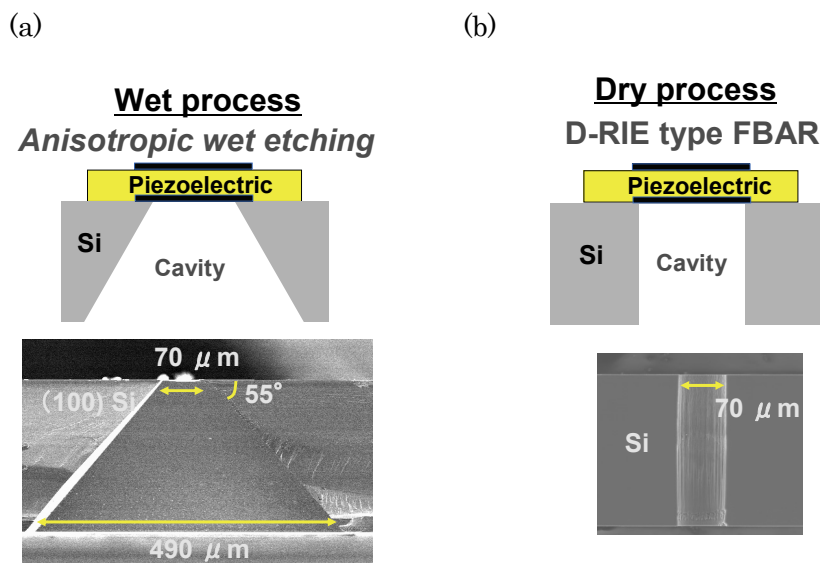 (a)
Wet process
Anisotropic wet etching
Piezoelectric
Si
Cavity
70 μm
55°
(100) Si
490 μm
(b)
Dry process
D-RIE type FBAR
Piezoelectric
Si
Cavity
70 μm
Si